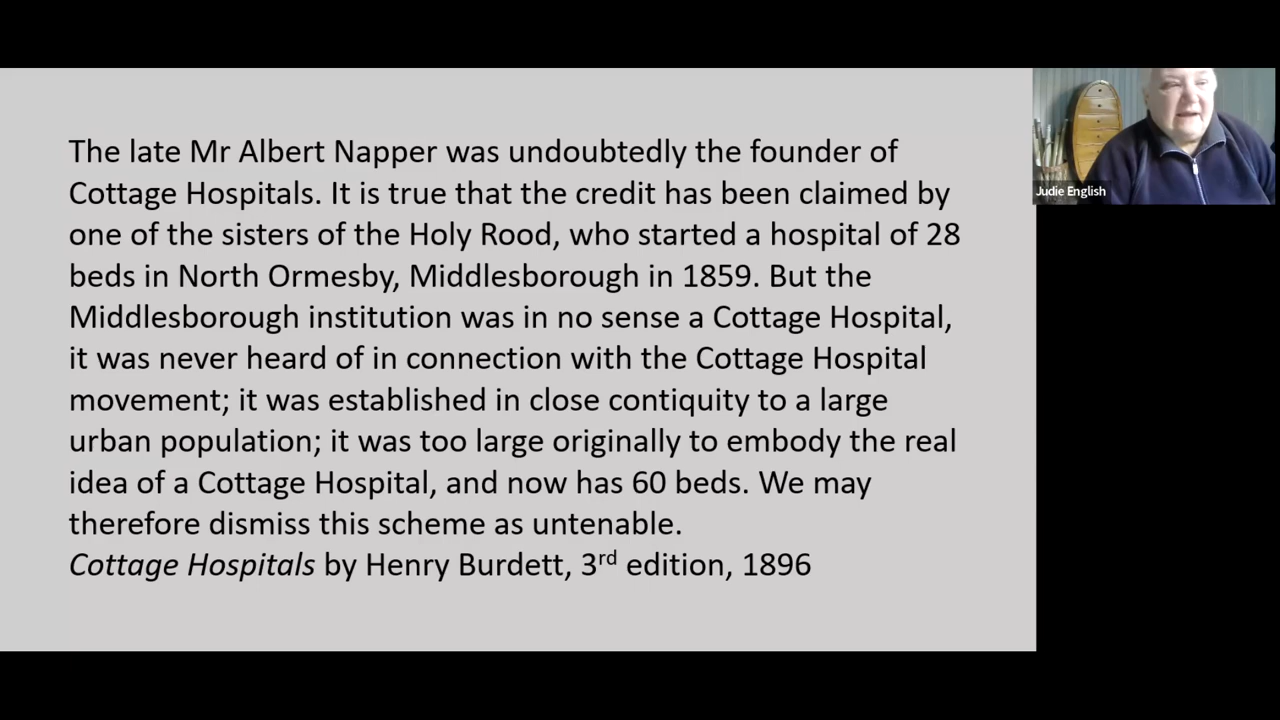 The late Mr Albert Napper was undoubtedly the founder of
Cottage Hospitals. It is true that the credit has been claimed by
one of the sisters of the Holy Rood, who started a hospital of 28
beds in North Ormesby, Middlesborough in 1859. But the
Middlesborough institution was in no sense a Cottage Hospital,
it was never heard of in connection with the Cottage Hospital
movement; it was established in close contiquity to a large
urban population; it was too large originally to embody the real
idea of a Cottage Hospital, and now has 60 beds. We may
therefore dismiss this scheme as untenable.
Cottage Hospitals by Henry Burdett, 3rd edition, 1896
Judie English